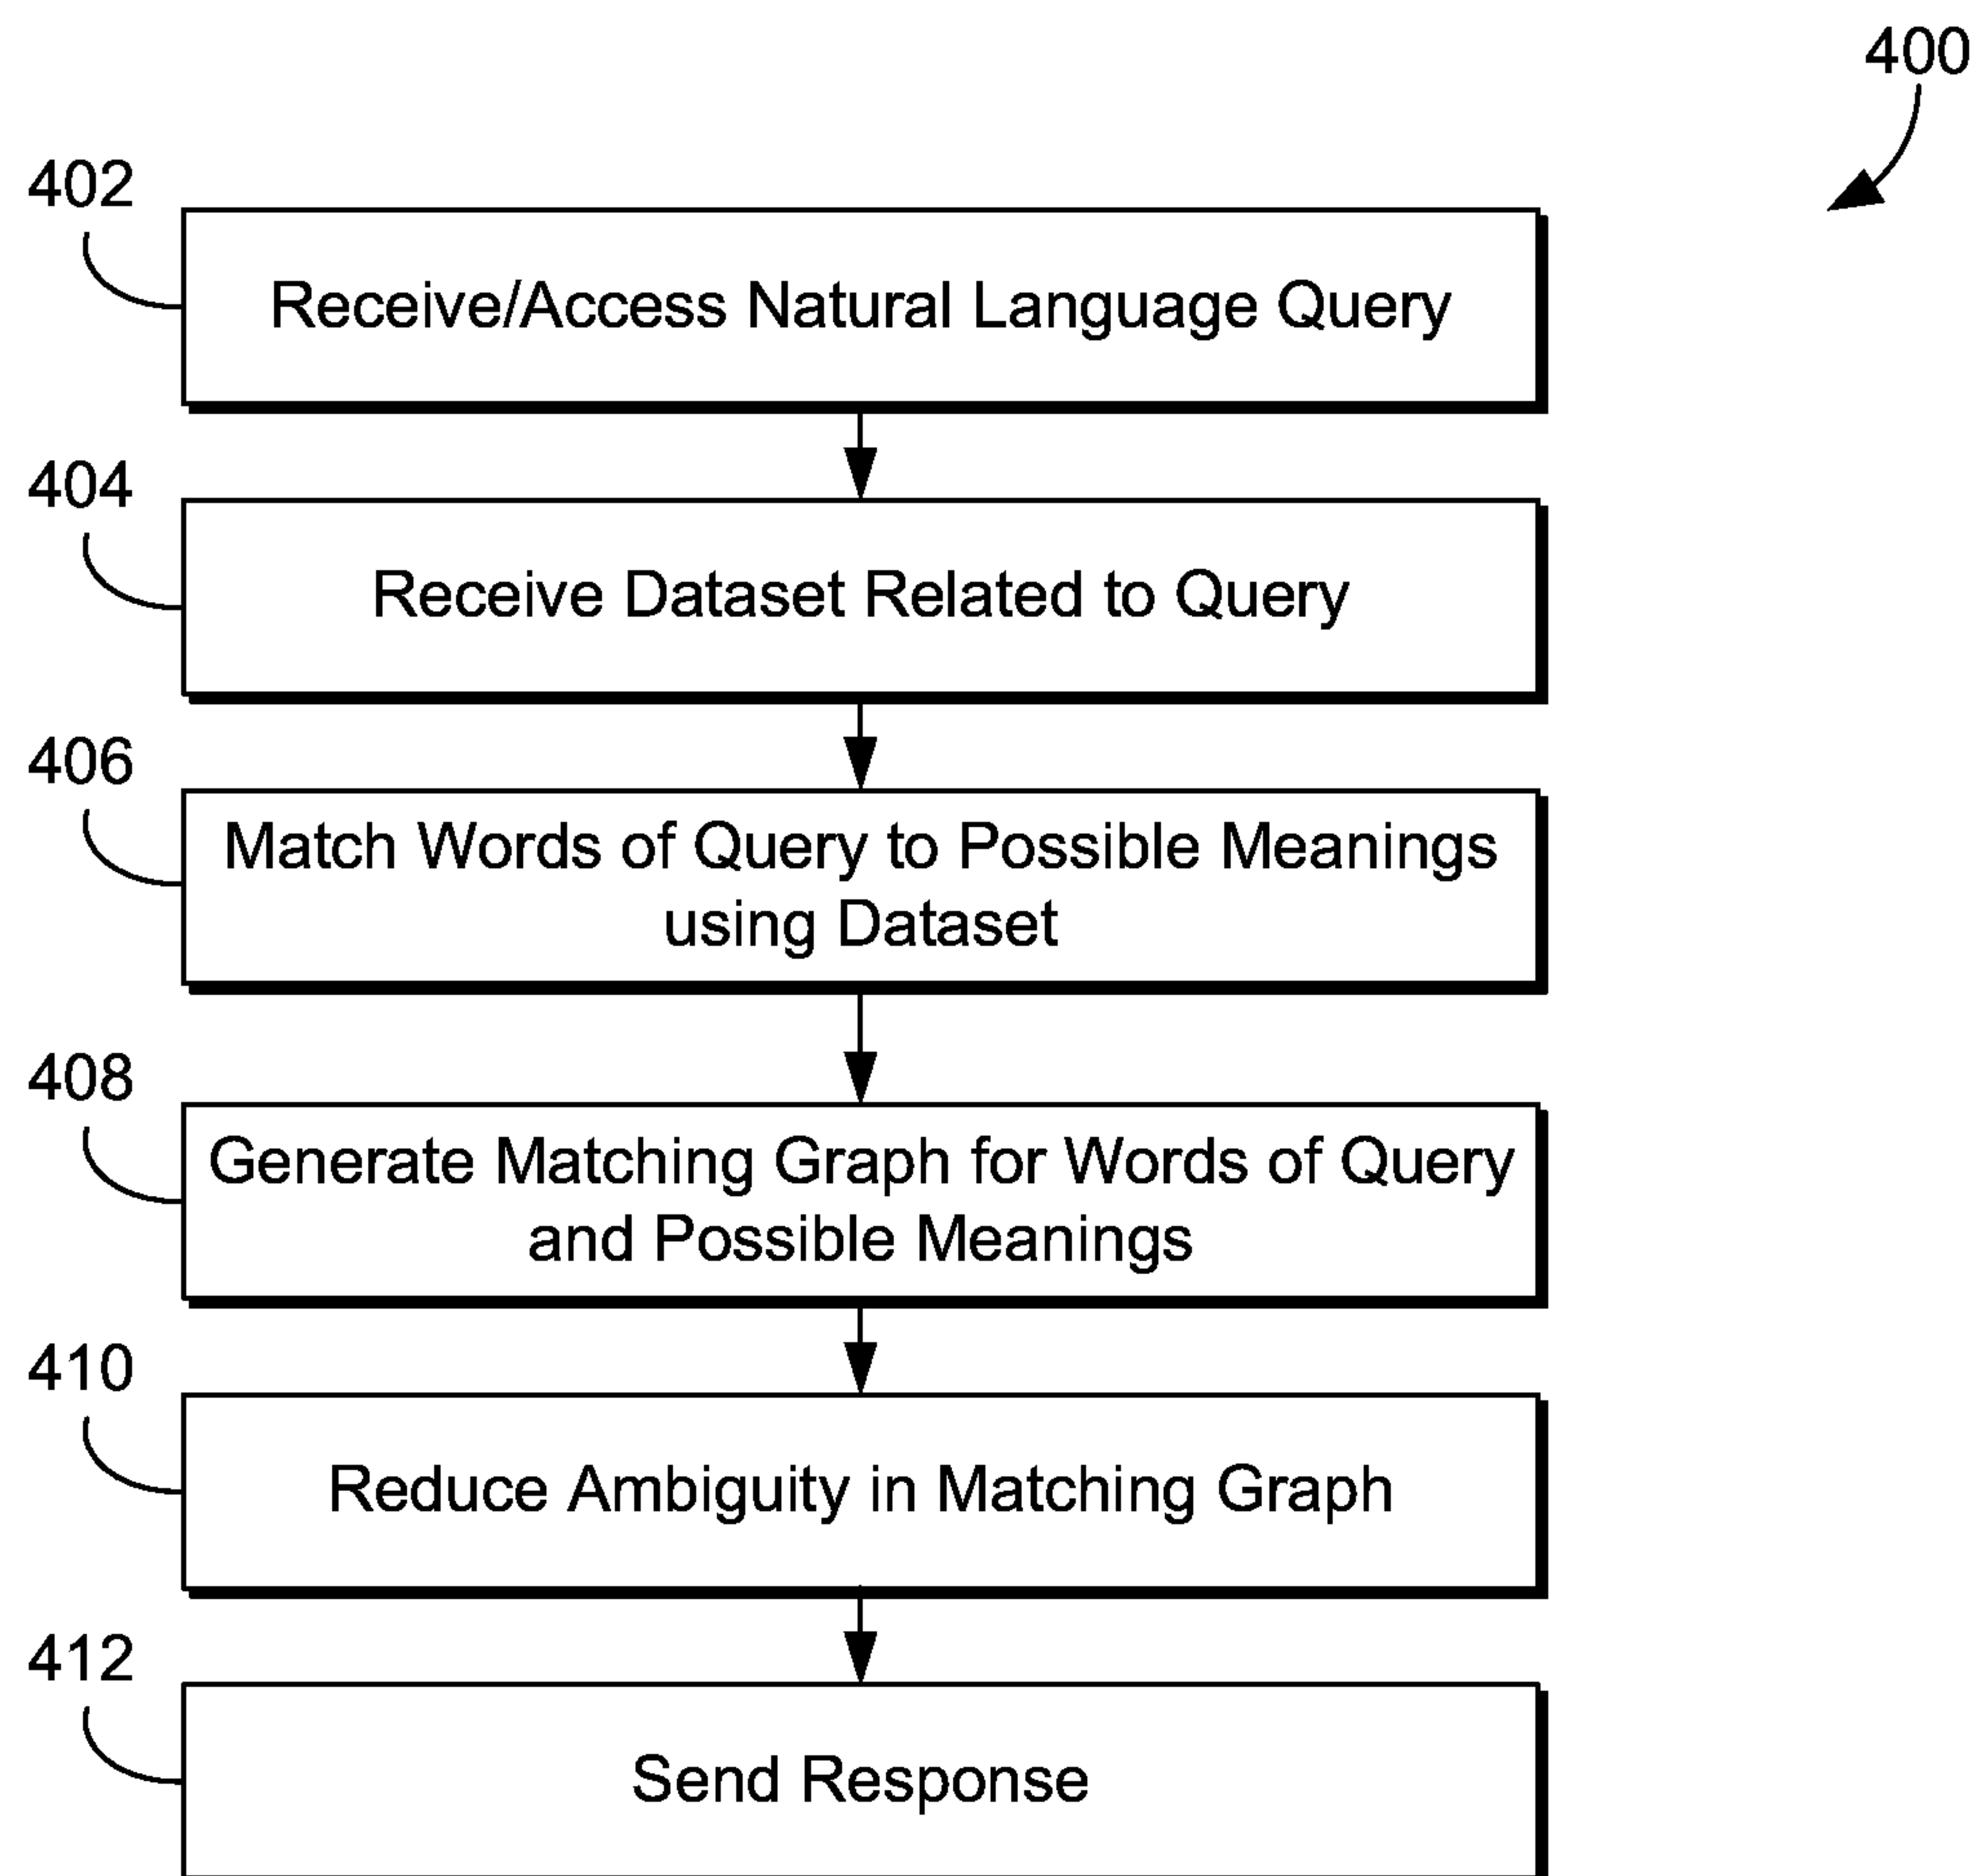 400
402
Receive/Access Natural Language Query
404
Receive Dataset Related to Query
406
Match Words of Query to Possible Meanings
using Dataset
408
Generate Matching Graph for Words of Query
and Possible Meanings
410
Reduce Ambiguity in Matching Graph
412
Send Response